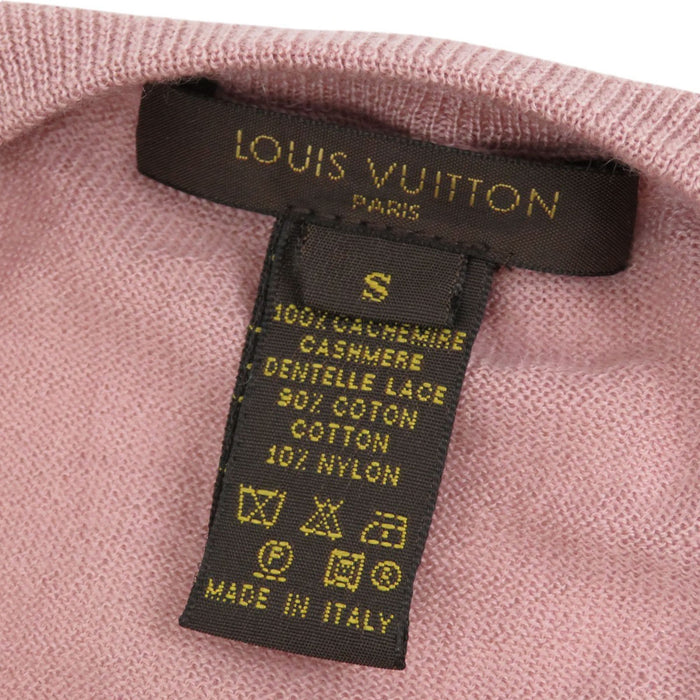 LOUIS VUITTON
PARIS
S
100% CACHEMIRE
CASHMERE
DENTELLE LACE
90% COTON
COTTON
10% NYLON
P R
MADE IN ITALY